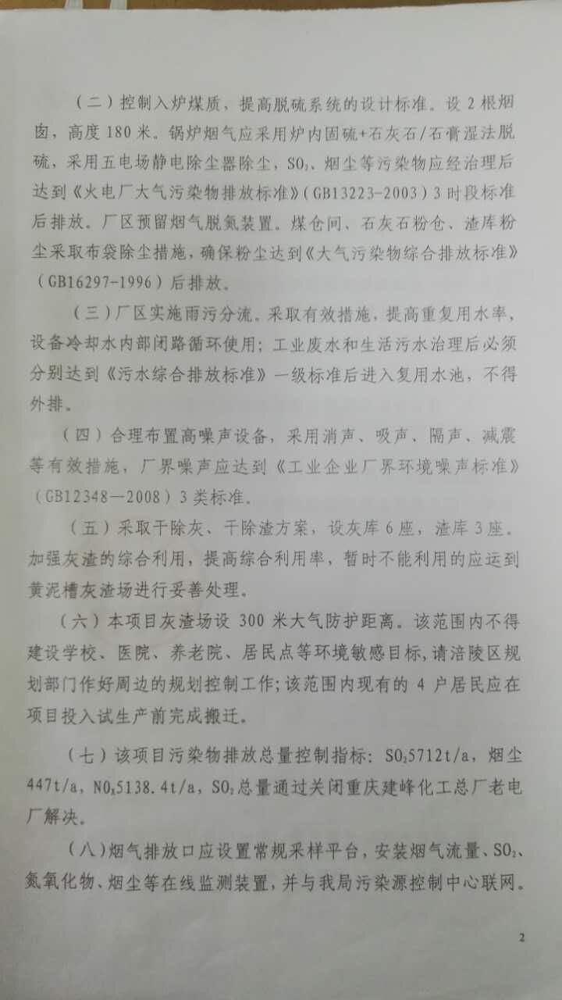 （二）控制入炉煤质，提高脱硫系统的设计标准。设 2 根烟
囱，高度 180 米。锅炉烟气应采用炉内固硫+石灰石/石膏湿法脱
硫，采用五电场静电除尘器除尘，SO₂、烟尘等污染物应经治理后
达到《火电厂大气污染物排放标准》（GB13223-2003）3 时段标准
后排放。厂区预留烟气脱氮装置。煤仓间、石灰石粉仓、渣库粉
尘采取布袋除尘措施，确保粉尘达到《大气污染物综合排放标准》
（GB16297-1996）后排放。
（三）厂区实施雨污分流。采取有效措施，提高重复用水率，
设备冷却水内部闭路循环使用；工业废水和生活污水治理后必须
分别达到《污水综合排放标准》一级标准后进入复用水池，不得
外排。
（四）合理布置高噪声设备，采用消声、吸声、隔声、减震
等有效措施，厂界噪声应达到《工业企业厂界环境噪声标准》
（GB12348—2008）3 类标准。
（五）采取干除灰、干除渣方案，设灰库 6 座，渣库 3 座。
加强灰渣的综合利用，提高综合利用率，暂时不能利用的应运到
黄泥槽灰渣场进行妥善处理。
（六）本项目灰渣场设 300 米大气防护距离。该范围内不得
建设学校、医院、养老院、居民点等环境敏感目标,请涪陵区规
划部门作好周边的规划控制工作;该范围内现有的 4 户居民应在
项目投入试生产前完成搬迁。
（七）该项目污染物排放总量控制指标：SO₂5712t/a，烟尘
447t/a，NOₓ5138.4t/a，SO₂总量通过关闭重庆建峰化工总厂老电
厂解决。
（八）烟气排放口应设置常规采样平台，安装烟气流量、SO₂、
氮氧化物、烟尘等在线监测装置，并与我局污染源控制中心联网。
2